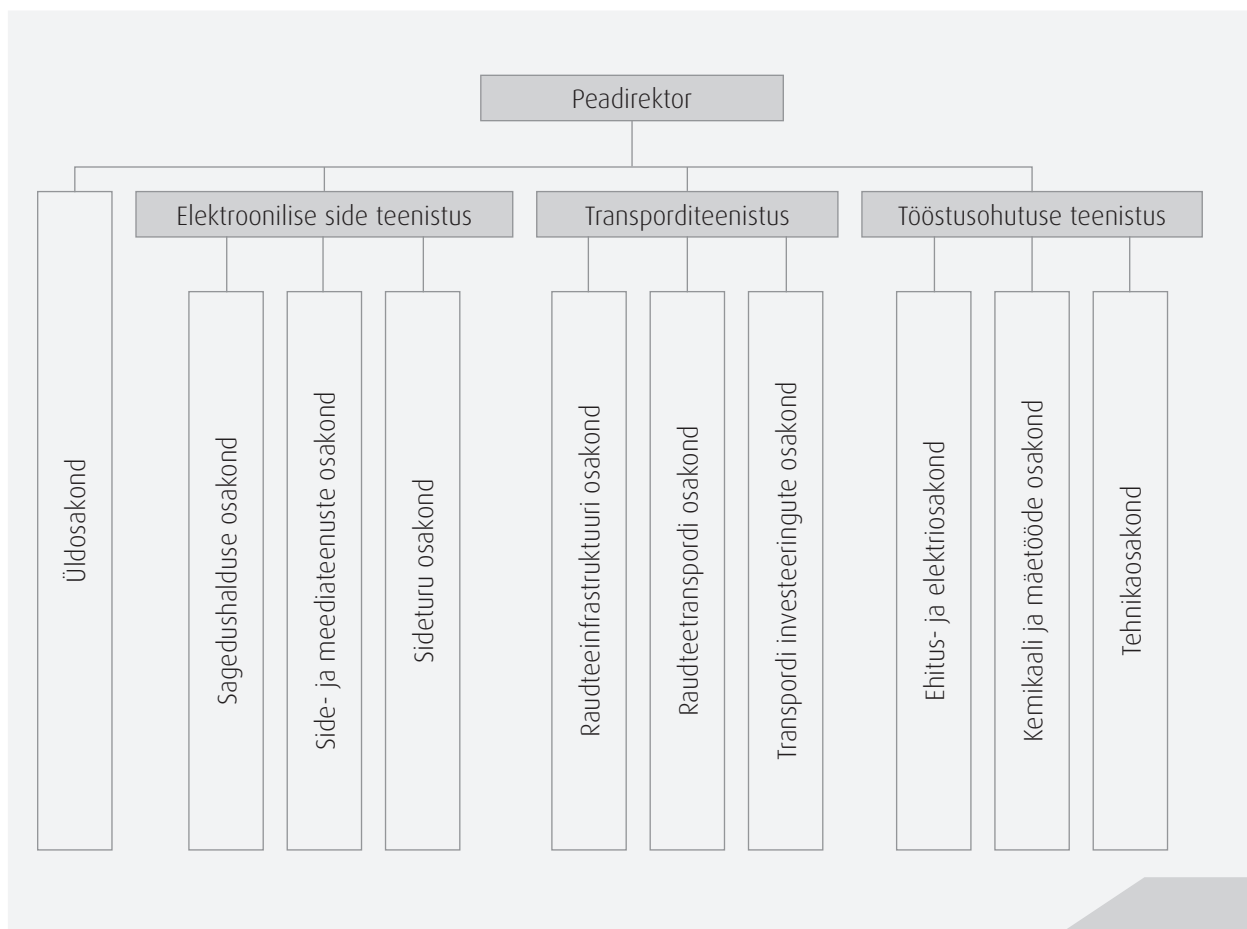 Peadirektor
Elektroonilise side teenistus
Transporditeenistus
Tööstusohutuse teenistus
Üldosakond
Sagedushalduse osakond
Side- ja meediateenuste osakond
Sideturu osakond
Raudteeinfrastruktuuri osakond
Raudteetranspordi osakond
Transpordi investeeringute osakond
Ehitus- ja elektriosakond
Kemikaali ja mäetööde osakond
Tehnikaosakond